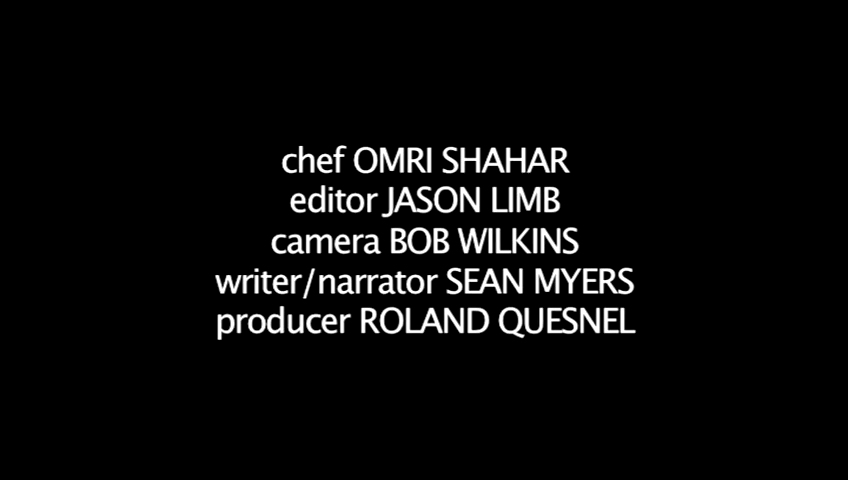 chef OMRI SHAHAR
editor JASON LIMB
camera BOB WILKINS
writer/narrator SEAN MYERS
producer ROLAND QUESNEL